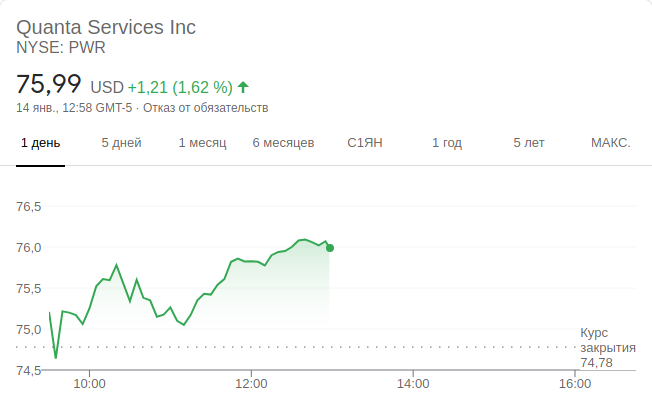 Quanta Services Inc
NYSE: PWR
75,99 USD +1,21 (1,62 %)
14 янв., 12:58 GMT-5 · Отказ от обязательств
1 день 5 дней 1 месяц 6 месяцев С1ЯН 1 год 5 лет МАКС.
76,5
76,0
75,5
75,0
Курс
закрытия
74,78
74,5
10:00 12:00 14:00 16:00